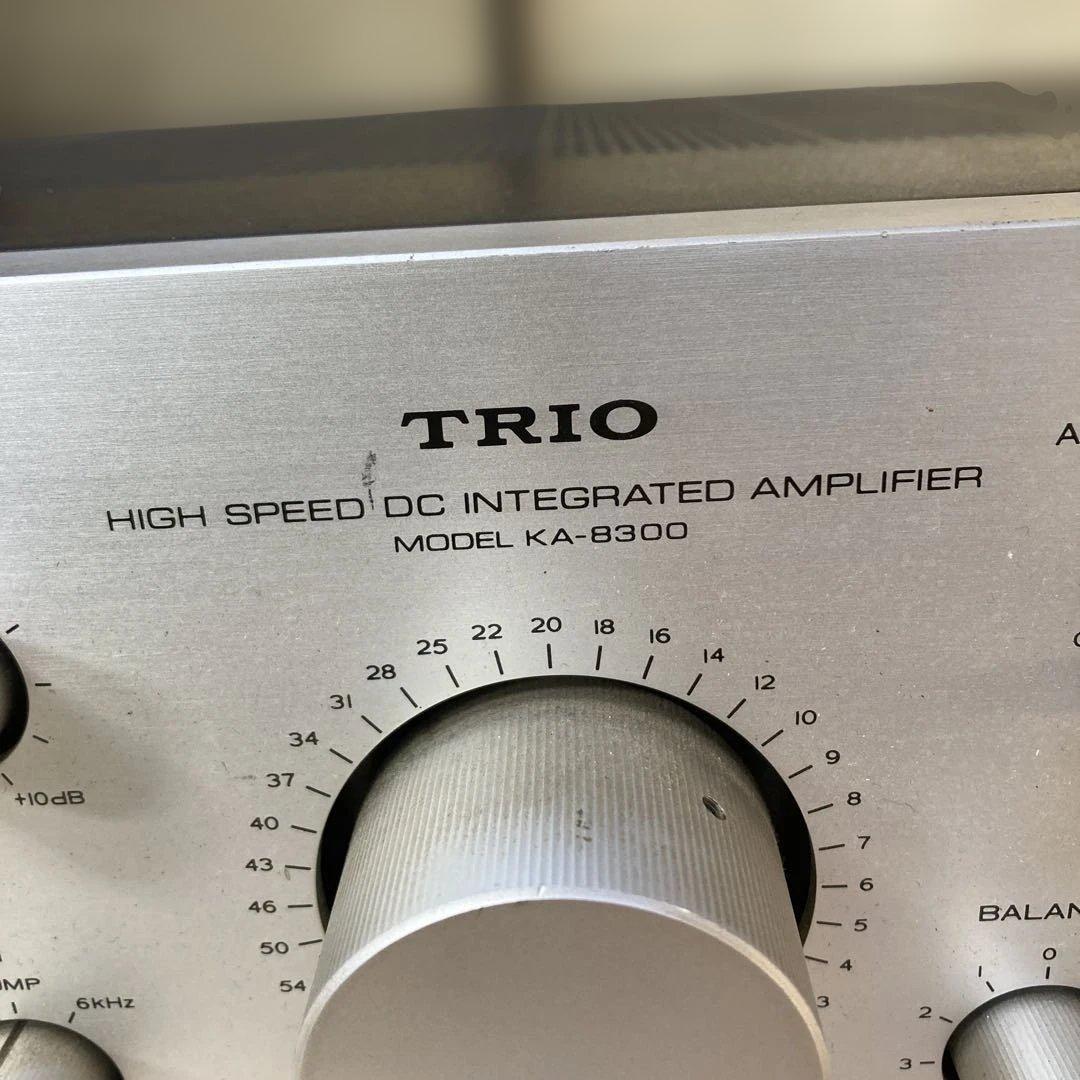 TRIO
HIGH SPEED DC INTEGRATED AMPLIFIER
MODEL KA-8300
54 50 46 43 40 37 34 31 28 25 22 20 18 16 14 12 10 9 8 7 6 5 4 3
+10dB
6kHz
0
1
2
3